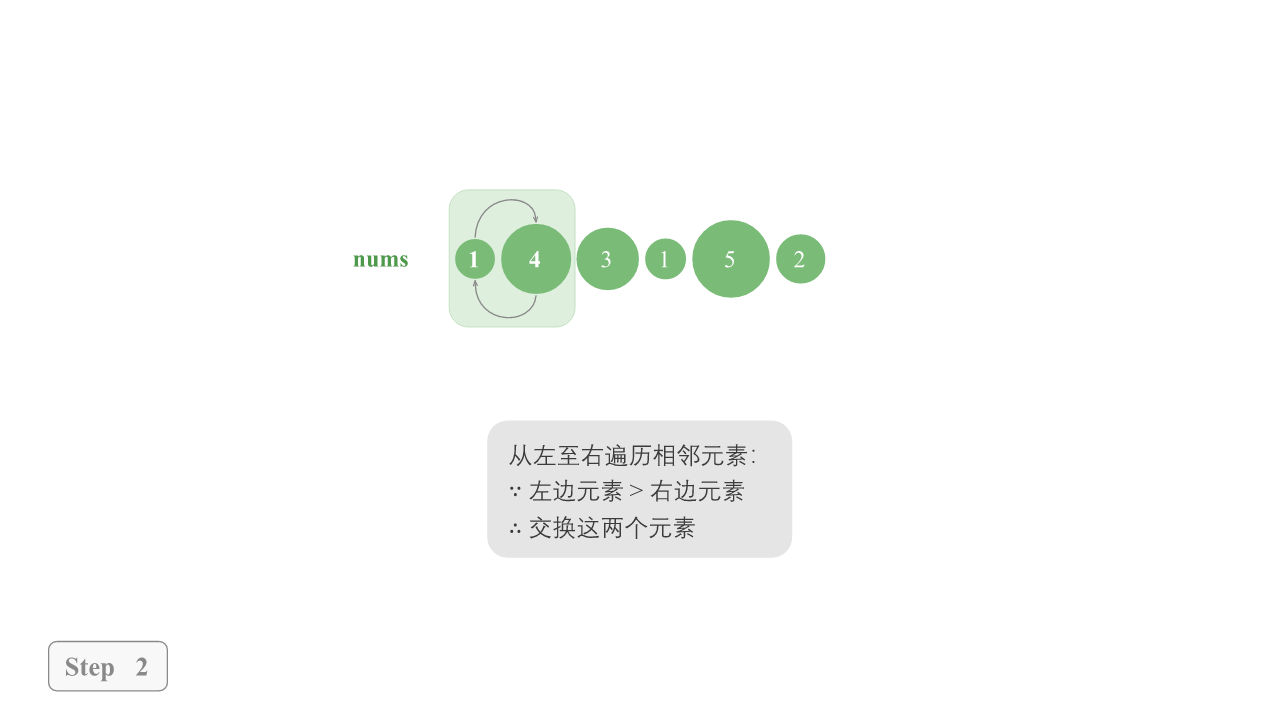 nums 1 4 3 1 5 2
从左至右遍历相邻元素:
∵ 左边元素 > 右边元素
∴ 交换这两个元素
Step 2